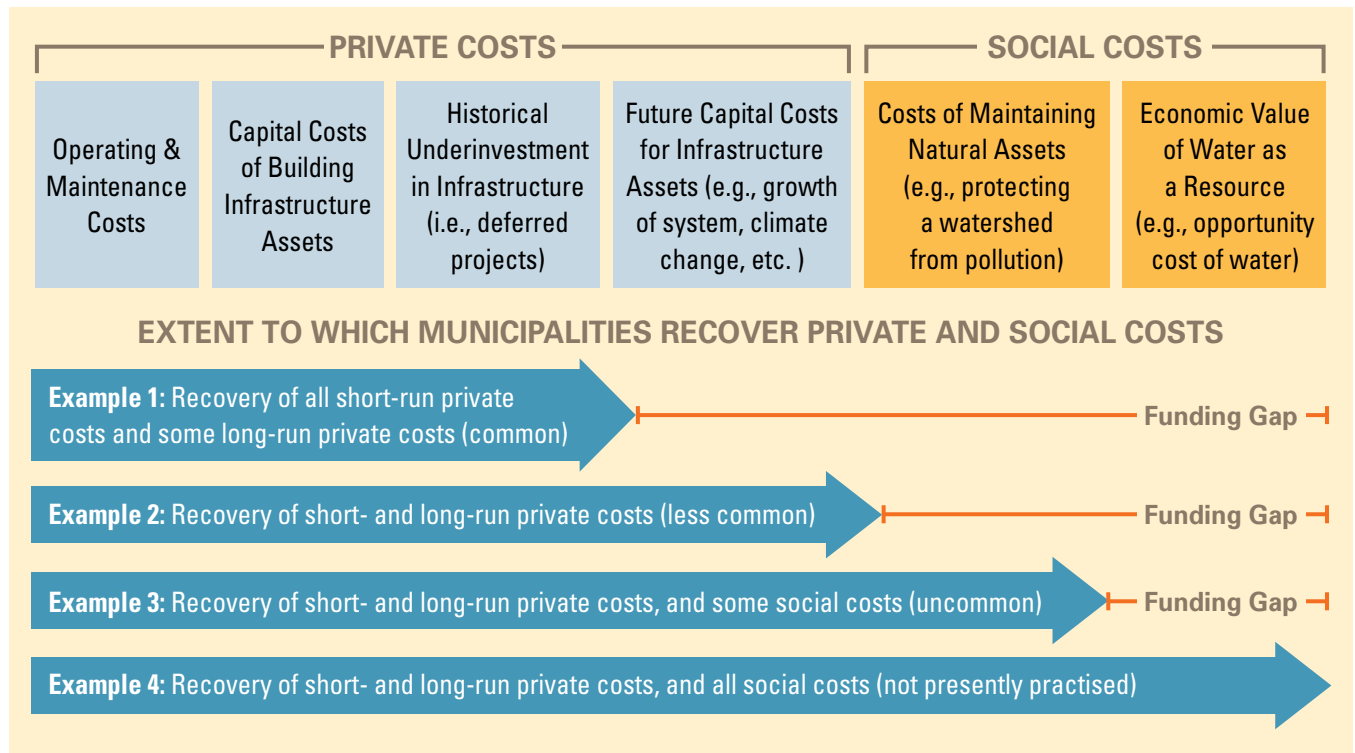 PRIVATE COSTS
SOCIAL COSTS
Operating &
Maintenance
Costs
Capital Costs
of Building
Infrastructure
Assets
Historical
Underinvestment
in Infrastructure
(i.e., deferred
projects)
Future Capital Costs
for Infrastructure
Assets (e.g., growth
of system, climate
change, etc. )
Costs of Maintaining
Natural Assets
(e.g., protecting
a watershed
from pollution)
Economic Value
of Water as
a Resource
(e.g., opportunity
cost of water)
EXTENT TO WHICH MUNICIPALITIES RECOVER PRIVATE AND SOCIAL COSTS
Example 1: Recovery of all short-run private
costs and some long-run private costs (common)
Funding Gap
Example 2: Recovery of short- and long-run private costs (less common)
Funding Gap
Example 3: Recovery of short- and long-run private costs, and some social costs (uncommon)
Funding Gap
Example 4: Recovery of short- and long-run private costs, and all social costs (not presently practised)